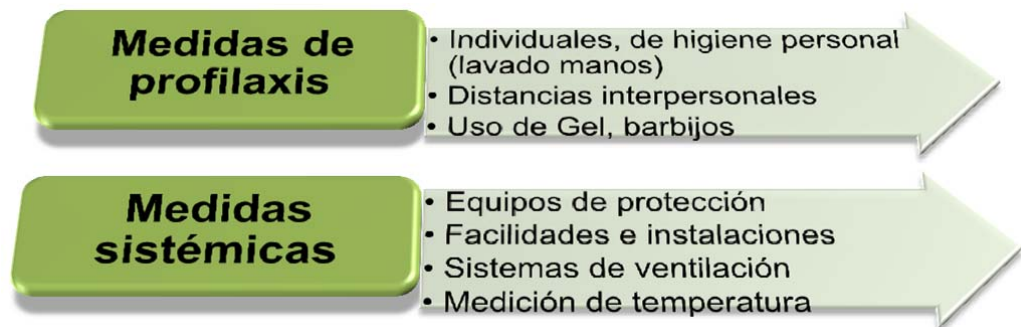 Medidas de
profilaxis
• Individuales, de higiene personal
(lavado manos)
• Distancias interpersonales
• Uso de Gel, barbijos
Medidas
sistémicas
• Equipos de protección
• Facilidades e instalaciones
• Sistemas de ventilación
• Medición de temperatura